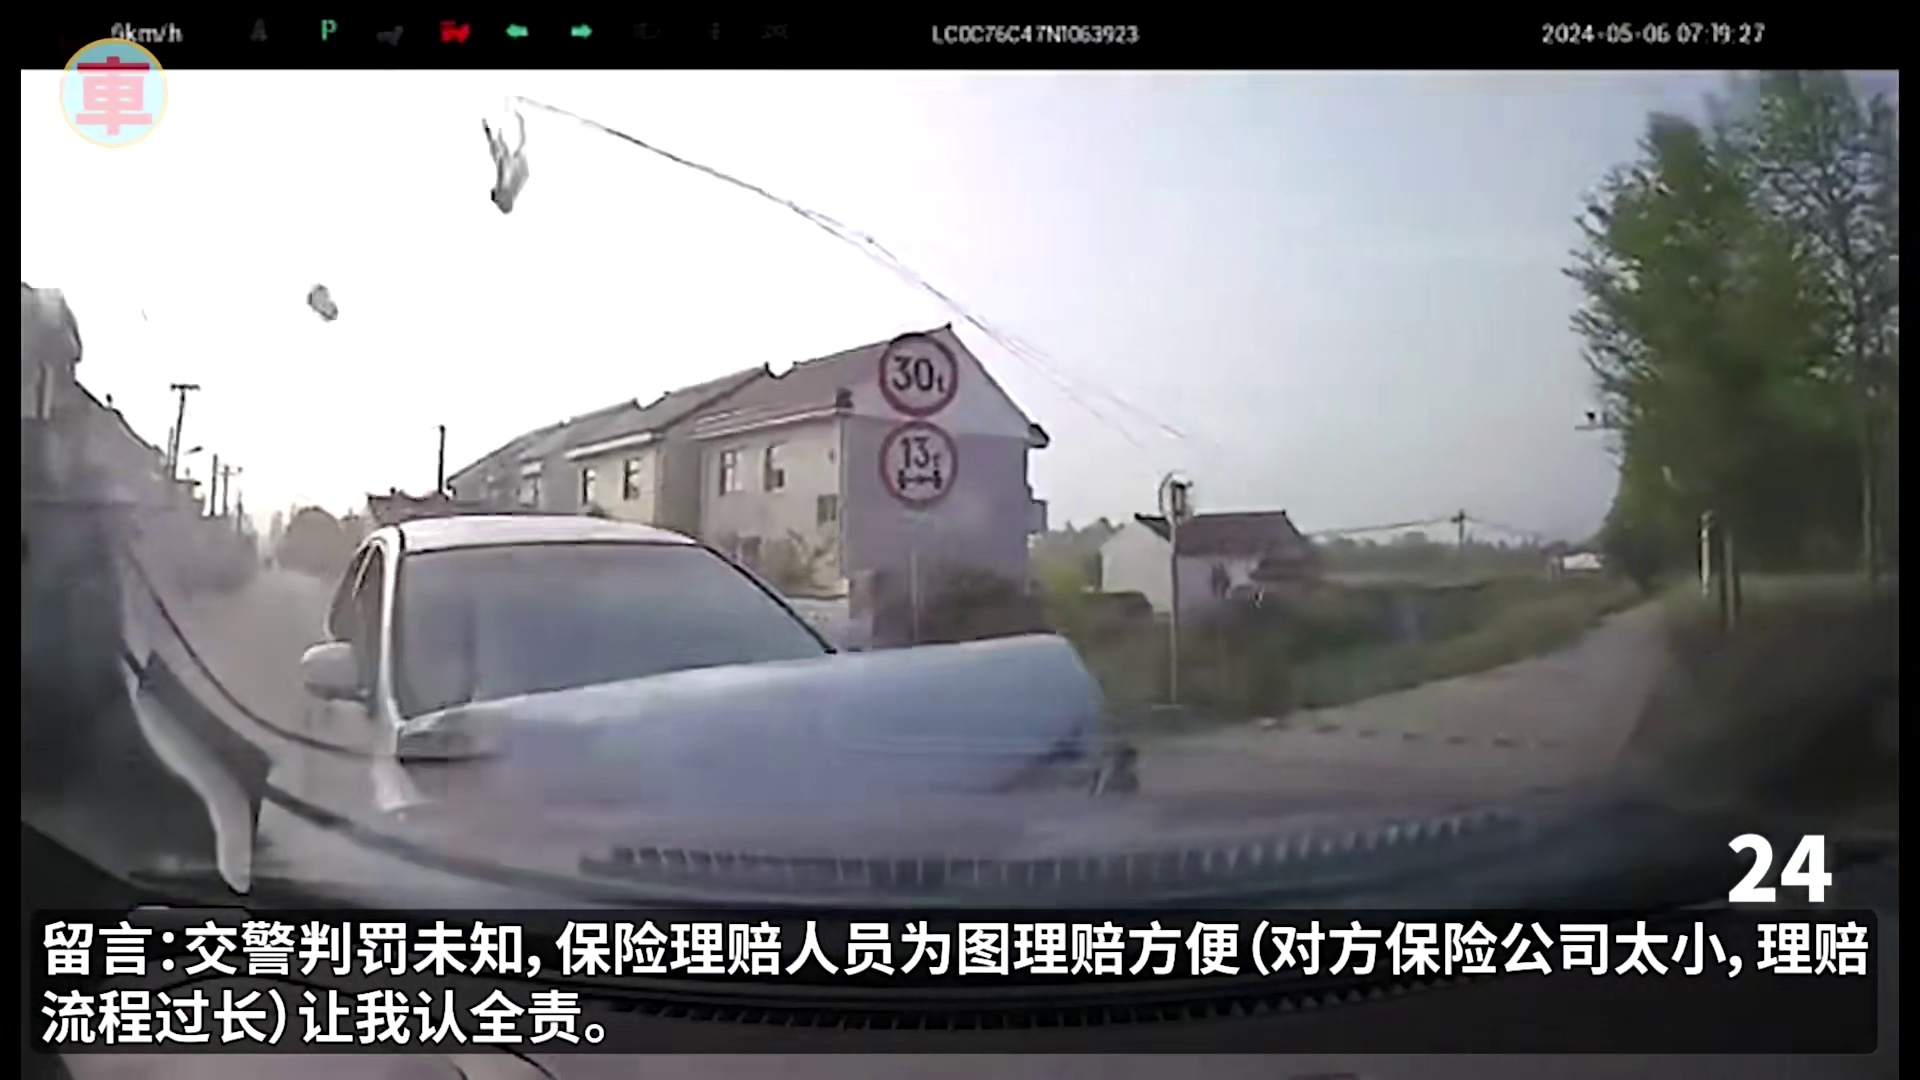 0km/h A P LC0C76C47N1063923 2024-05-06 07:19:27
車
30t
13t
24
留言：交警判罚未知，保险理赔人员为图理赔方便（对方保险公司太小，理赔
流程过长）让我认全责。